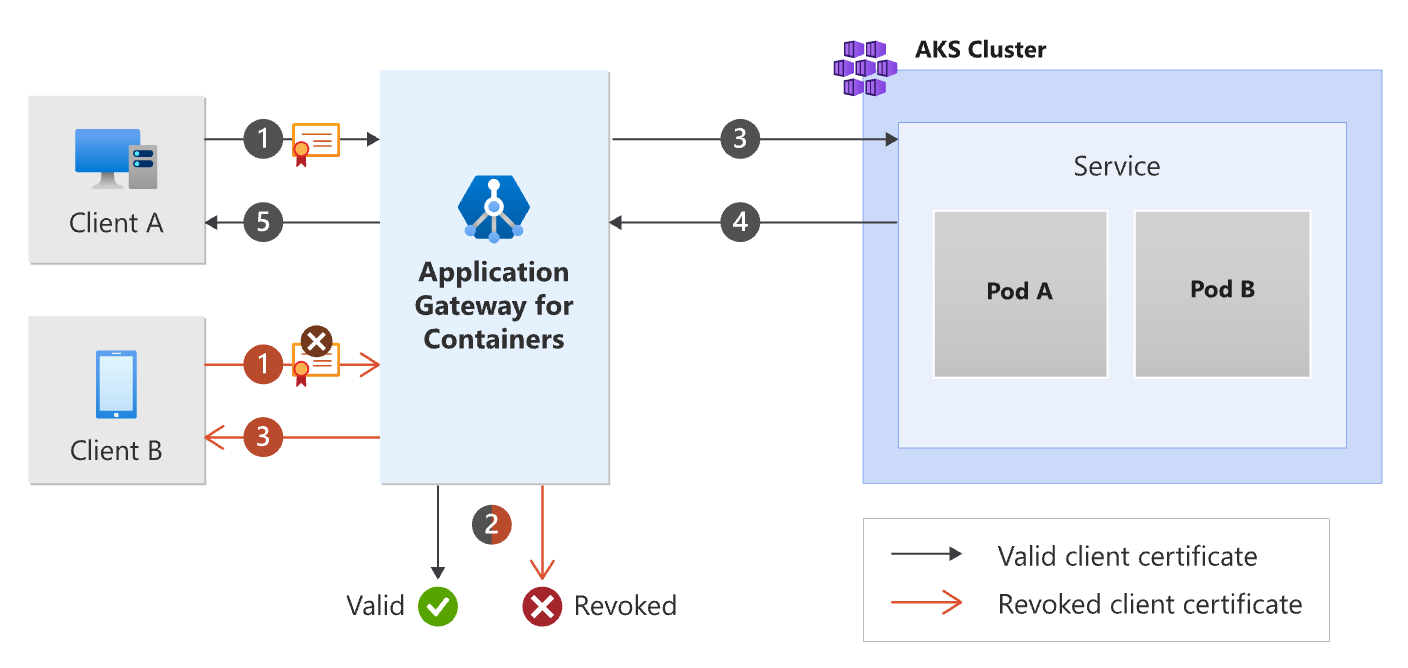 AKS Cluster
1
3
Service
Client A
5
4
Application
Gateway for
Containers
Pod A
Pod B
1
Client B
3
2
Valid
Revoked
Valid client certificate
Revoked client certificate